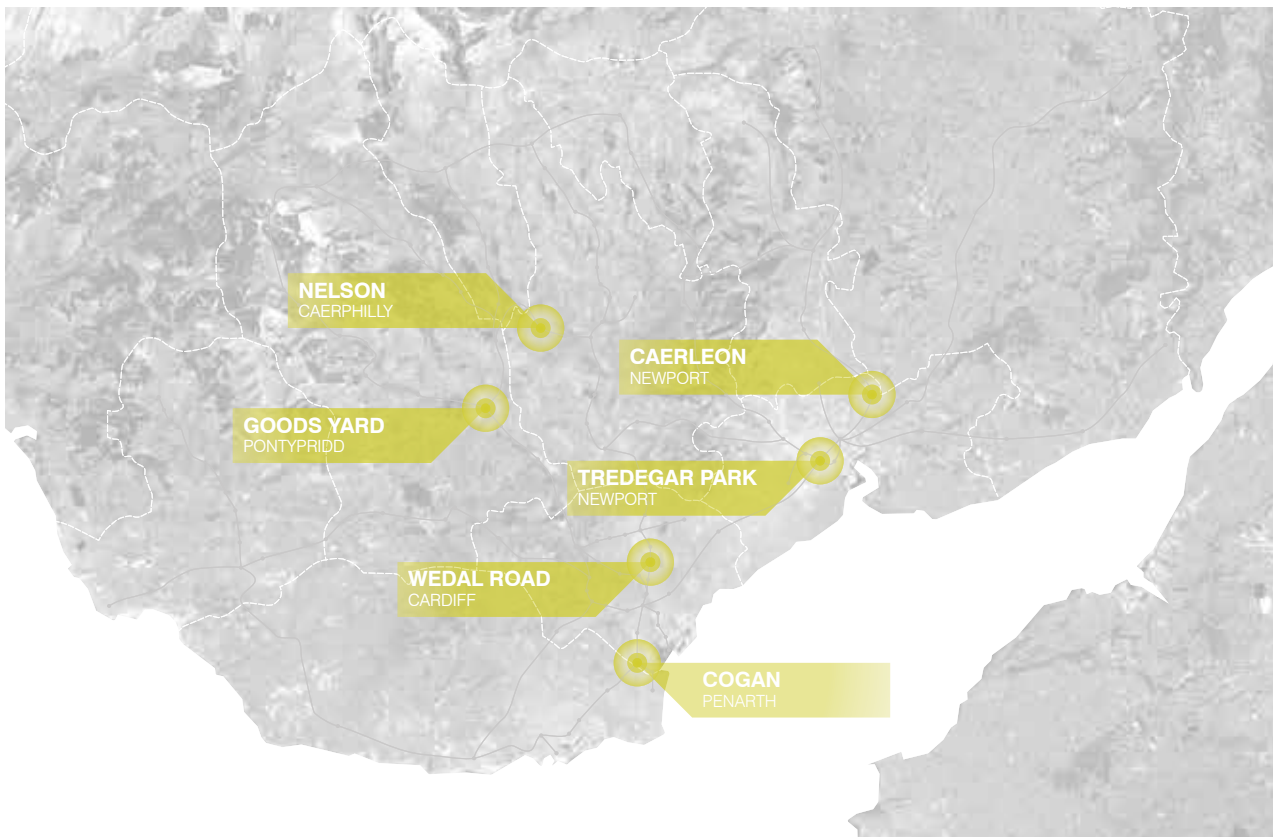 NELSON
CAERPHILLY
CAERLEON
NEWPORT
GOODS YARD
PONTYPRIDD
TREDEGAR PARK
NEWPORT
WEDAL ROAD
CARDIFF
COGAN
PENARTH